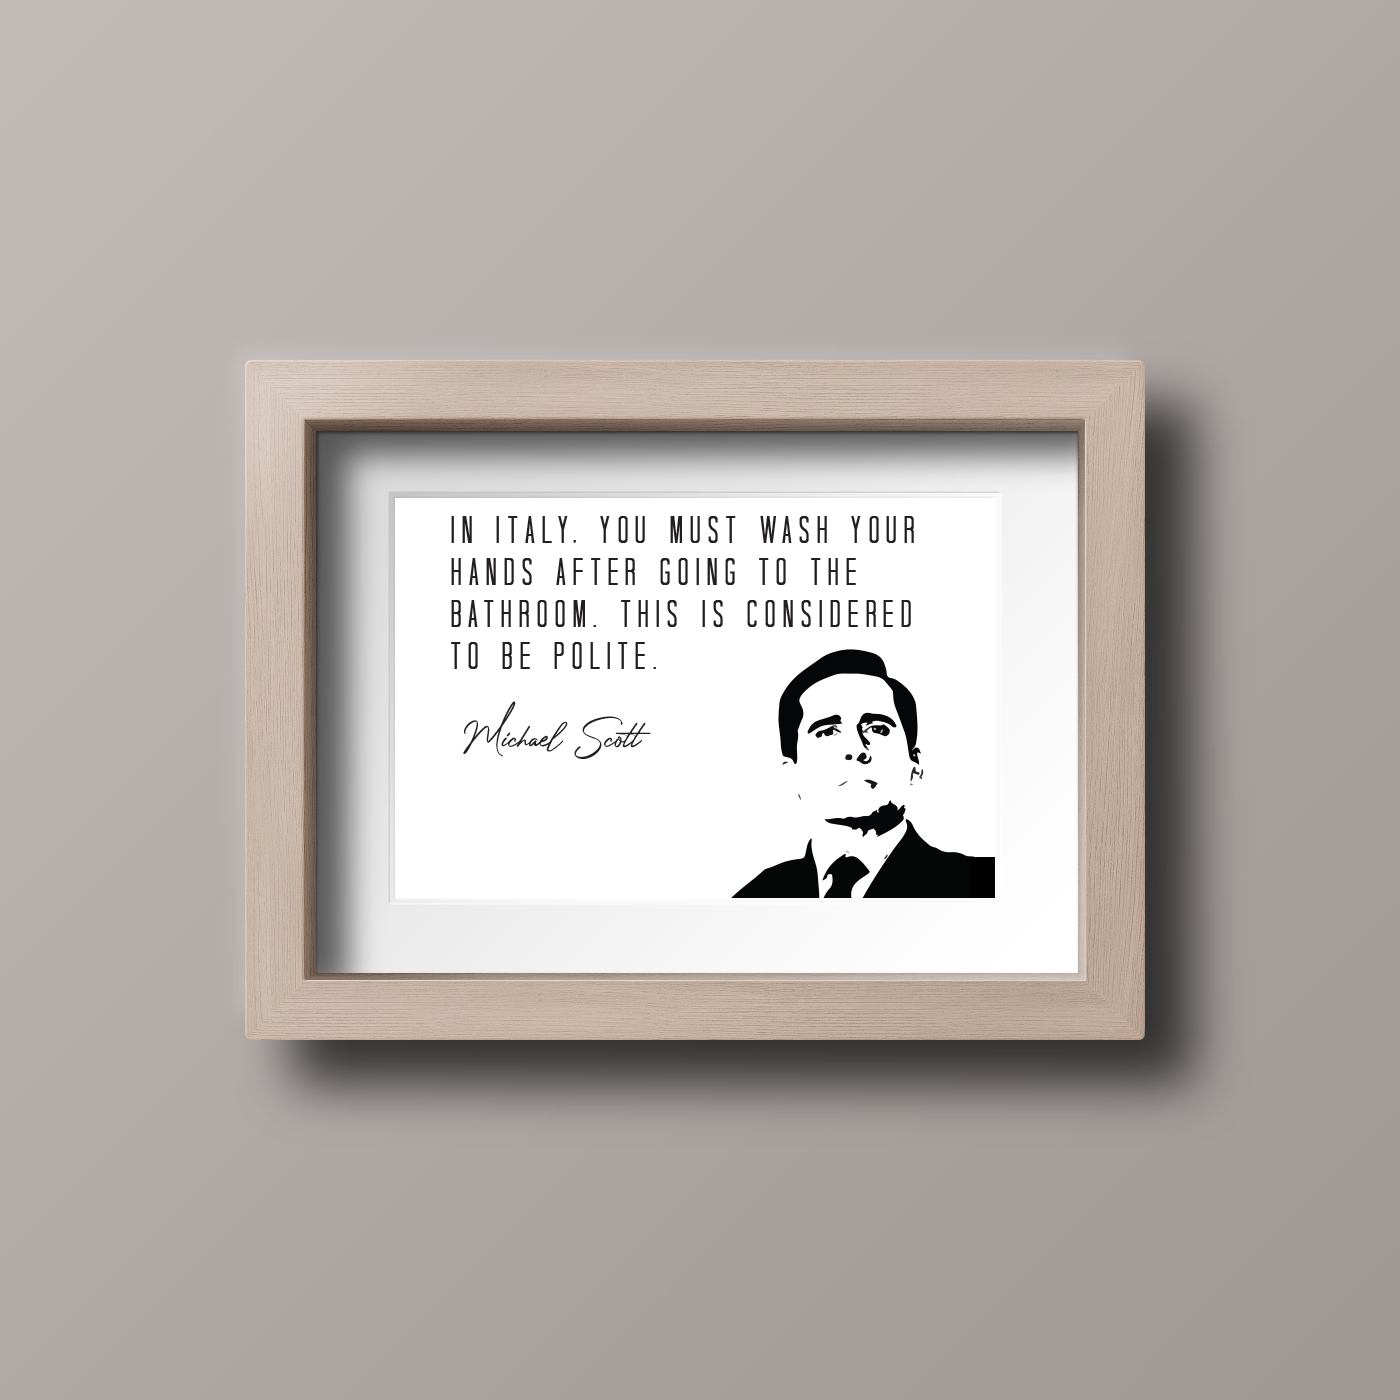 IN ITALY. YOU MUST WASH YOUR
HANDS AFTER GOING TO THE
BATHROOM. THIS IS CONSIDERED
TO BE POLITE.
Michael Scott